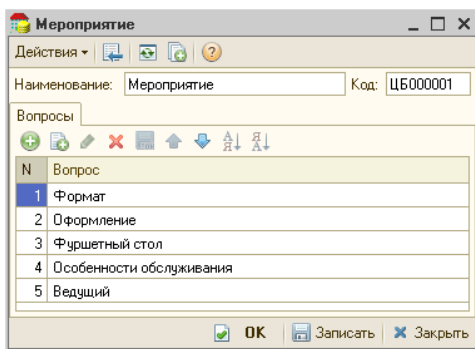 Мероприятие
Действия
Наименование: Мероприятие Код: ЦБ000001
Вопросы
N Вопрос
1 Формат
2 Оформление
3 Фуршетный стол
4 Особенности обслуживания
5 Ведущий
OK Записать Закрыть